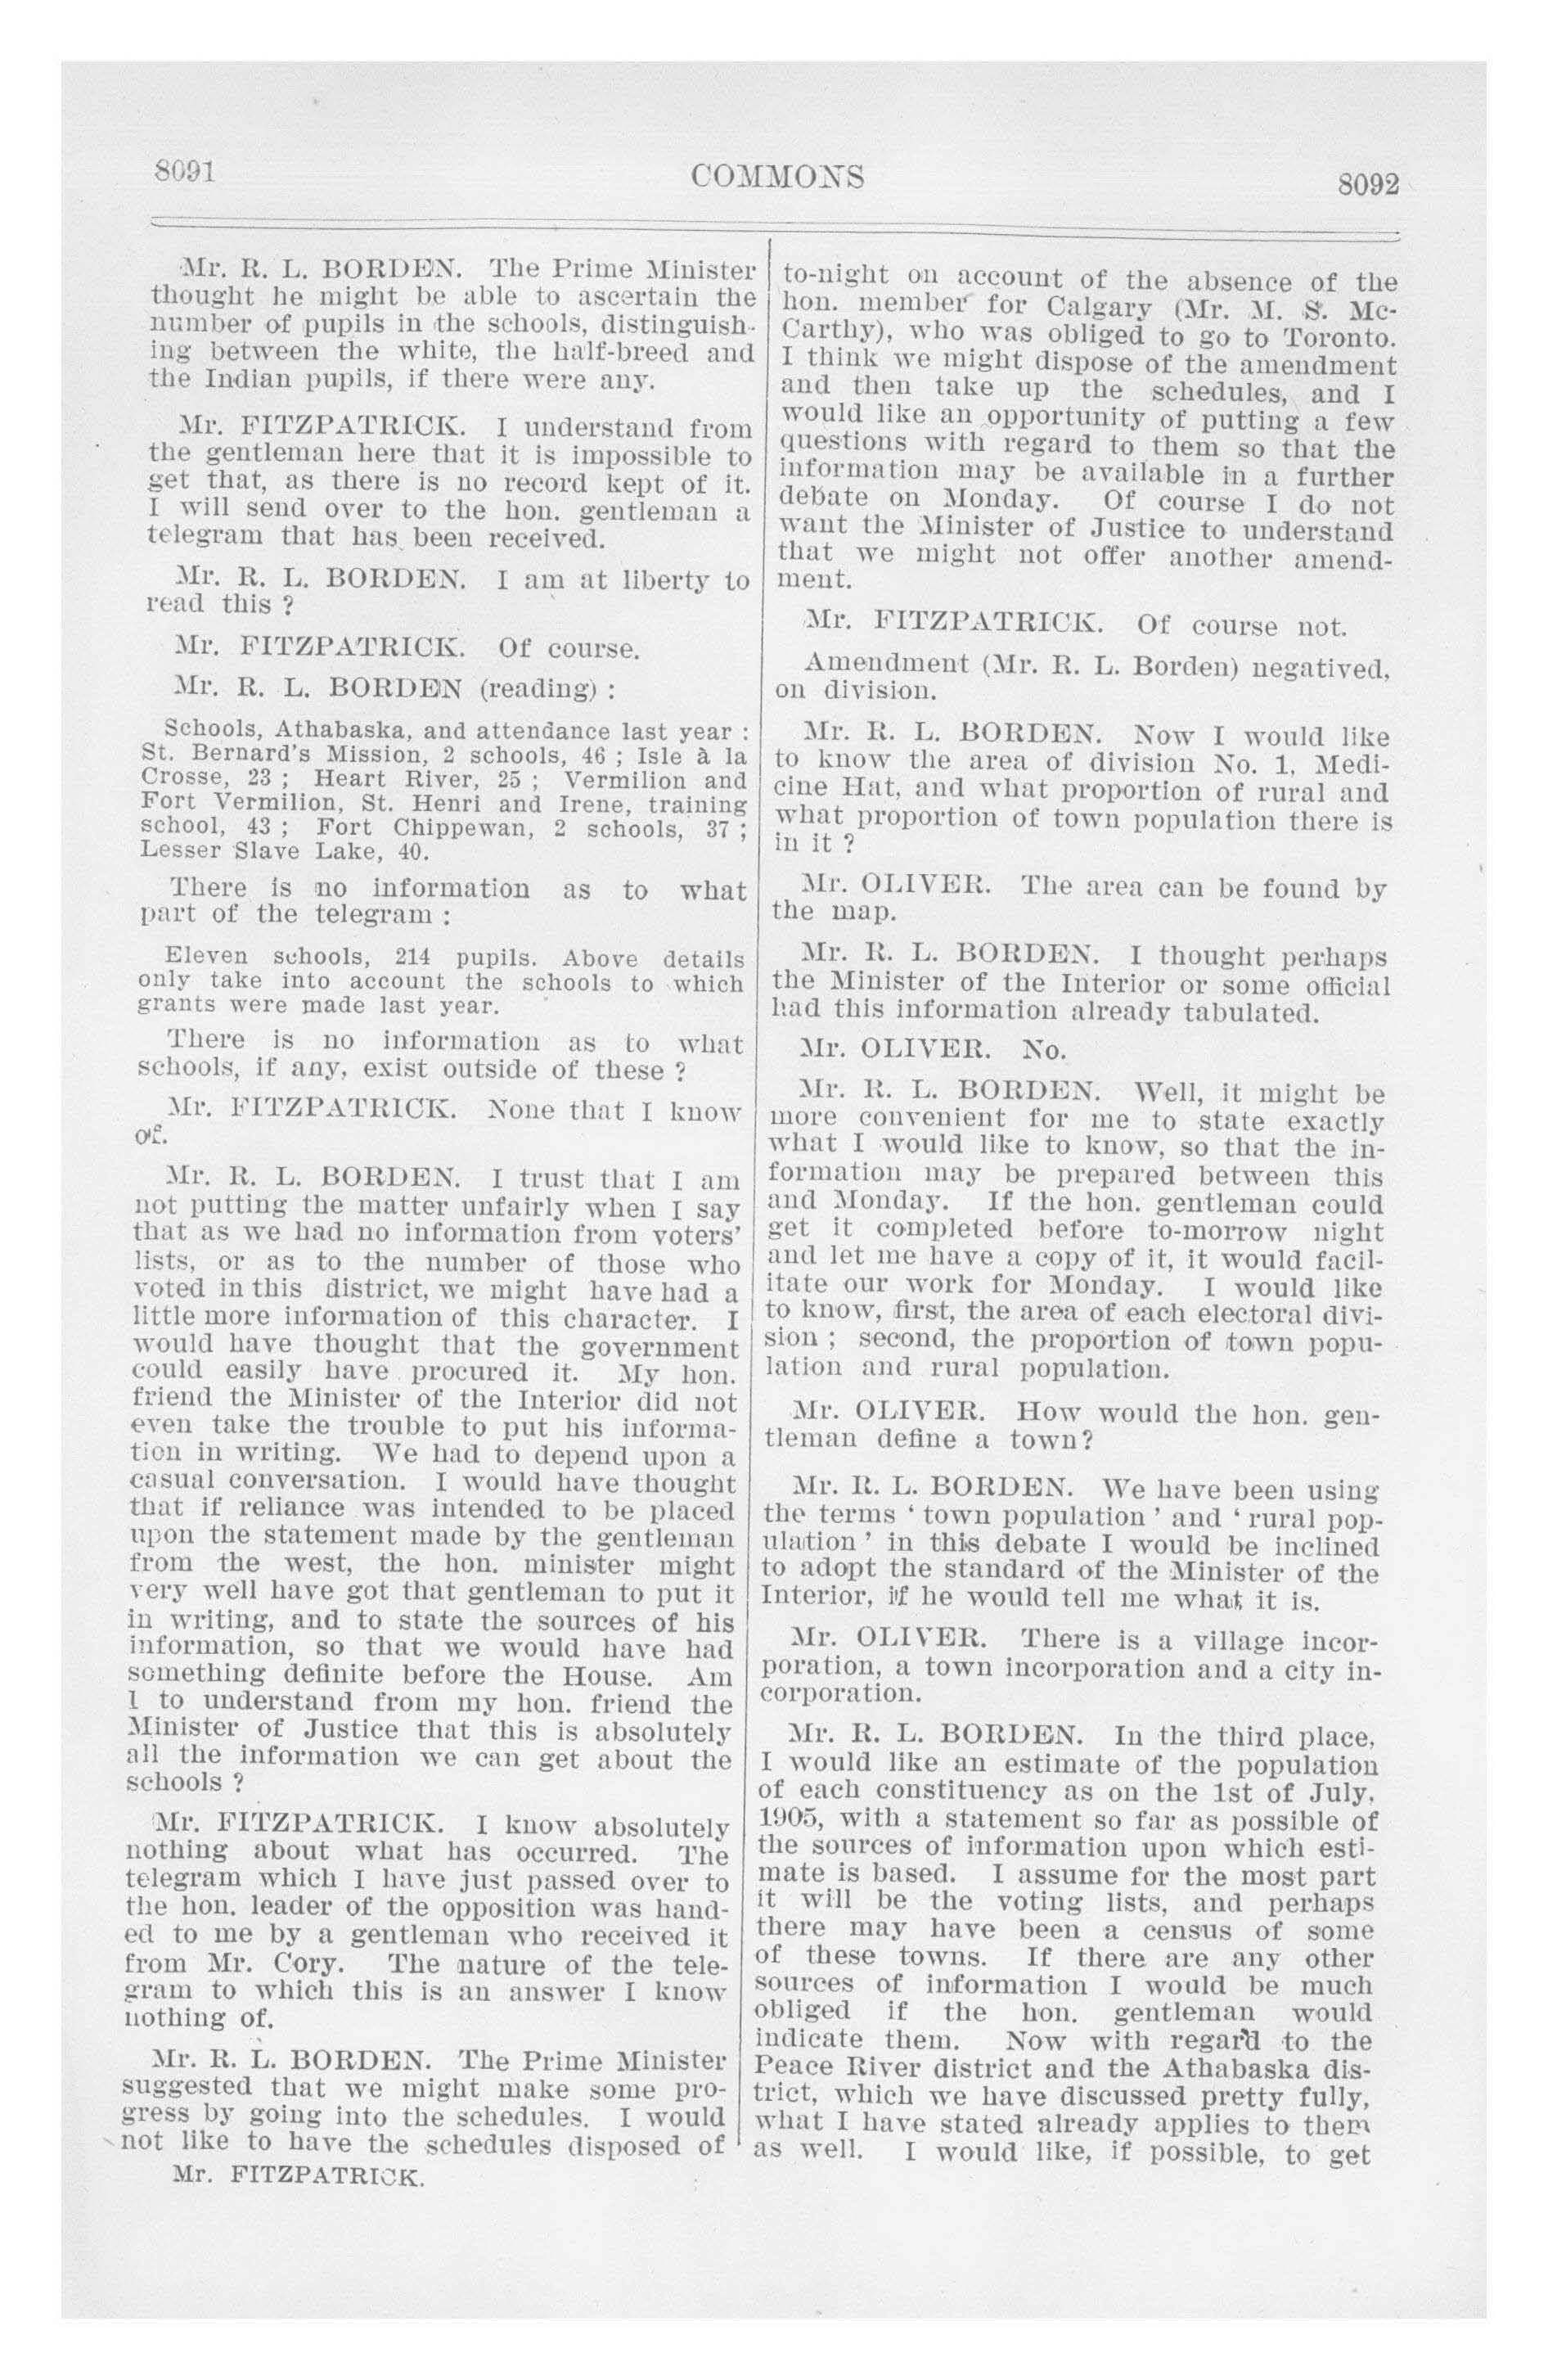 8091
COMMONS
8092
Mr. R. L. BORDEN. The Prime Minister
thought he might be able to ascertain the
number of pupils in the schools, distinguish-
ing between the white, the half-breed and
the Indian pupils, if there were any.
Mr. FITZPATRICK. I understand from
the gentleman here that it is impossible to
get that, as there is no record kept of it.
I will send over to the hon. gentleman a
telegram that has been received.
Mr. R. L. BORDEN. I am at liberty to
read this ?
Mr. FITZPATRICK. Of course.
Mr. R. L. BORDEN (reading) :
Schools, Athabaska, and attendance last year :
St. Bernard's Mission, 2 schools, 46 ; Isle à la
Crosse, 23 ; Heart River, 25 ; Vermilion and
Fort Vermilion, St. Henri and Irene, training
school, 43 ; Fort Chippewan, 2 schools, 37 ;
Lesser Slave Lake, 40.
There is no information as to what
part of the telegram :
Eleven schools, 214 pupils. Above details
only take into account the schools to which
grants were made last year.
There is no information as to what
schools, if any, exist outside of these ?
Mr. FITZPATRICK. None that I know
of.
Mr. R. L. BORDEN. I trust that I am
not putting the matter unfairly when I say
that as we had no information from voters'
lists, or as to the number of those who
voted in this district, we might have had a
little more information of this character. I
would have thought that the government
could easily have procured it. My hon.
friend the Minister of the Interior did not
even take the trouble to put his informa-
tion in writing. We had to depend upon a
casual conversation. I would have thought
that if reliance was intended to be placed
upon the statement made by the gentleman
from the west, the hon. minister might
very well have got that gentleman to put it
in writing, and to state the sources of his
information, so that we would have had
something definite before the House. Am
I to understand from my hon. friend the
Minister of Justice that this is absolutely
all the information we can get about the
schools ?
Mr. FITZPATRICK. I know absolutely
nothing about what has occurred. The
telegram which I have just passed over to
the hon. leader of the opposition was hand-
ed to me by a gentleman who received it
from Mr. Cory. The nature of the tele-
gram to which this is an answer I know
nothing of.
Mr. R. L. BORDEN. The Prime Minister
suggested that we might make some pro-
gress by going into the schedules. I would
not like to have the schedules disposed of
Mr. FITZPATRICK.
to-night on account of the absence of the
hon. member for Calgary (Mr. M. S. Mc-
Carthy), who was obliged to go to Toronto.
I think we might dispose of the amendment
and then take up the schedules, and I
would like an opportunity of putting a few
questions with regard to them so that the
information may be available in a further
debate on Monday. Of course I do not
want the Minister of Justice to understand
that we might not offer another amend-
ment.
Mr. FITZPATRICK. Of course not.
Amendment (Mr. R. L. Borden) negatived,
on division.
Mr. R. L. BORDEN. Now I would like
to know the area of division No. 1, Medi-
cine Hat, and what proportion of rural and
what proportion of town population there is
in it ?
Mr. OLIVER. The area can be found by
the map.
Mr. R. L. BORDEN. I thought perhaps
the Minister of the Interior or some official
had this information already tabulated.
Mr. OLIVER. No.
Mr. R. L. BORDEN. Well, it might be
more convenient for me to state exactly
what I would like to know, so that the in-
formation may be prepared between this
and Monday. If the hon. gentleman could
get it completed before to-morrow night
and let me have a copy of it, it would facil-
itate our work for Monday. I would like
to know, first, the area of each electoral divi-
sion ; second, the proportion of town popu-
lation and rural population.
Mr. OLIVER. How would the hon. gen-
tleman define a town?
Mr. R. L. BORDEN. We have been using
the terms ' town population ' and ' rural pop-
ulation ' in this debate I would be inclined
to adopt the standard of the Minister of the
Interior, if he would tell me what it is.
Mr. OLIVER. There is a village incor-
poration, a town incorporation and a city in-
corporation.
Mr. R. L. BORDEN. In the third place,
I would like an estimate of the population
of each constituency as on the 1st of July,
1905, with a statement so far as possible of
the sources of information upon which esti-
mate is based. I assume for the most part
it will be the voting lists, and perhaps
there may have been a census of some
of these towns. If there are any other
sources of information I would be much
obliged if the hon. gentleman would
indicate them. Now with regard to the
Peace River district and the Athabaska dis-
trict, which we have discussed pretty fully,
what I have stated already applies to them
as well. I would like, if possible, to get